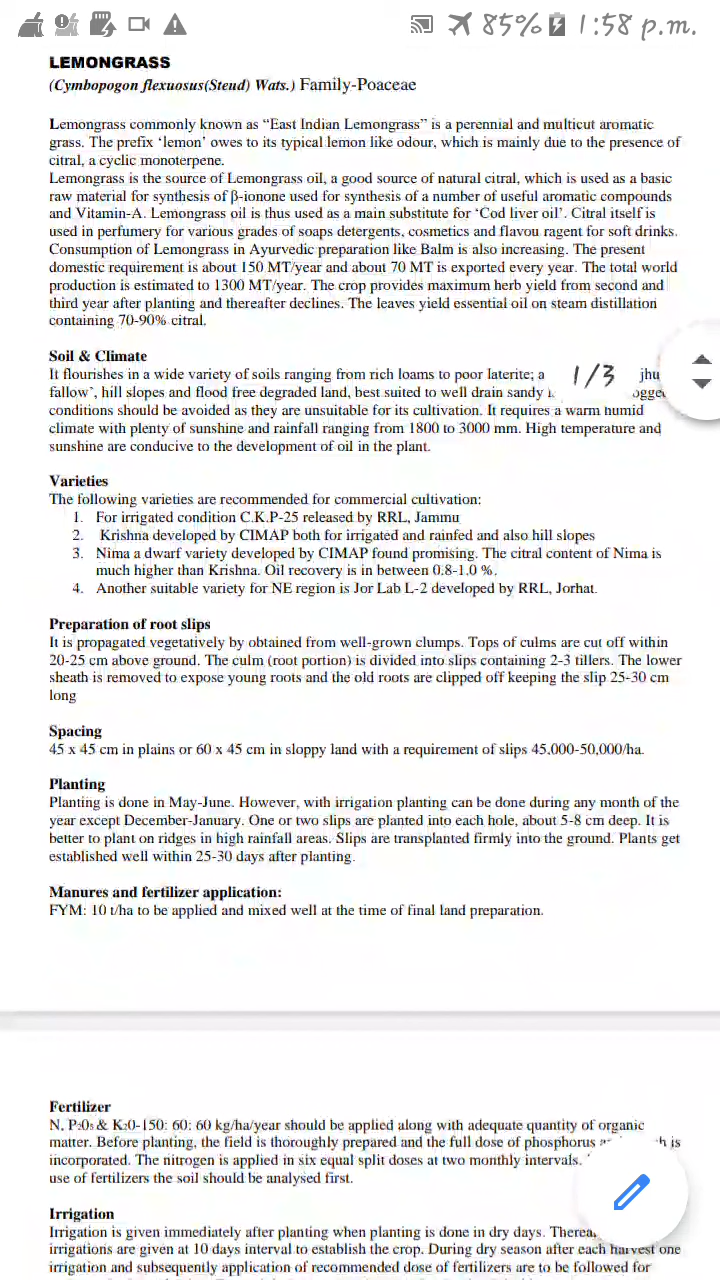 85% 1:58 p.m.
LEMONGRASS
(Cymbopogon flexuosus(Steud) Wats.) Family-Poaceae
Lemongrass commonly known as “East Indian Lemongrass” is a perennial and multicut aromatic
grass. The prefix ‘lemon’ owes to its typical lemon like odour, which is mainly due to the presence of
citral, a cyclic monoterpene.
Lemongrass is the source of Lemongrass oil, a good source of natural citral, which is used as a basic
raw material for synthesis of β-ionone used for synthesis of a number of useful aromatic compounds
and Vitamin-A. Lemongrass oil is thus used as a main substitute for ‘Cod liver oil’. Citral itself is
used in perfumery for various grades of soaps detergents, cosmetics and flavou ragent for soft drinks.
Consumption of Lemongrass in Ayurvedic preparation like Balm is also increasing. The present
domestic requirement is about 150 MT/year and about 70 MT is exported every year. The total world
production is estimated to 1300 MT/year. The crop provides maximum herb yield from second and
third year after planting and thereafter declines. The leaves yield essential oil on steam distillation
containing 70-90% citral.
Soil & Climate
It flourishes in a wide variety of soils ranging from rich loams to poor laterite; a 1/3 jhu
fallow’, hill slopes and flood free degraded land, best suited to well drain sandy
conditions should be avoided as they are unsuitable for its cultivation. It requires a warm humid
climate with plenty of sunshine and rainfall ranging from 1800 to 3000 mm. High temperature and
sunshine are conducive to the development of oil in the plant.
Varieties
The following varieties are recommended for commercial cultivation:
1. For irrigated condition C.K.P-25 released by RRL, Jammu
2. Krishna developed by CIMAP both for irrigated and rainfed and also hill slopes
3. Nima a dwarf variety developed by CIMAP found promising. The citral content of Nima is
much higher than Krishna. Oil recovery is in between 0.8-1.0 %.
4. Another suitable variety for NE region is Jor Lab L-2 developed by RRL, Jorhat.
Preparation of root slips
It is propagated vegetatively by obtained from well-grown clumps. Tops of culms are cut off within
20-25 cm above ground. The culm (root portion) is divided into slips containing 2-3 tillers. The lower
sheath is removed to expose young roots and the old roots are clipped off keeping the slip 25-30 cm
long
Spacing
45 x 45 cm in plains or 60 x 45 cm in sloppy land with a requirement of slips 45,000-50,000/ha.
Planting
Planting is done in May-June. However, with irrigation planting can be done during any month of the
year except December-January. One or two slips are planted into each hole, about 5-8 cm deep. It is
better to plant on ridges in high rainfall areas. Slips are transplanted firmly into the ground. Plants get
established well within 25-30 days after planting.
Manures and fertilizer application:
FYM: 10 t/ha to be applied and mixed well at the time of final land preparation.
Fertilizer
N, P₂0₅ & K₂0-150: 60: 60 kg/ha/year should be applied along with adequate quantity of organic
matter. Before planting, the field is thoroughly prepared and the full dose of phosphorus is
incorporated. The nitrogen is applied in six equal split doses at two monthly intervals.
use of fertilizers the soil should be analysed first.
Irrigation
Irrigation is given immediately after planting when planting is done in dry days.
irrigations are given at 10 days interval to establish the crop. During dry season after each harvest one
irrigation and subsequently application of recommended dose of fertilizers are to be followed for